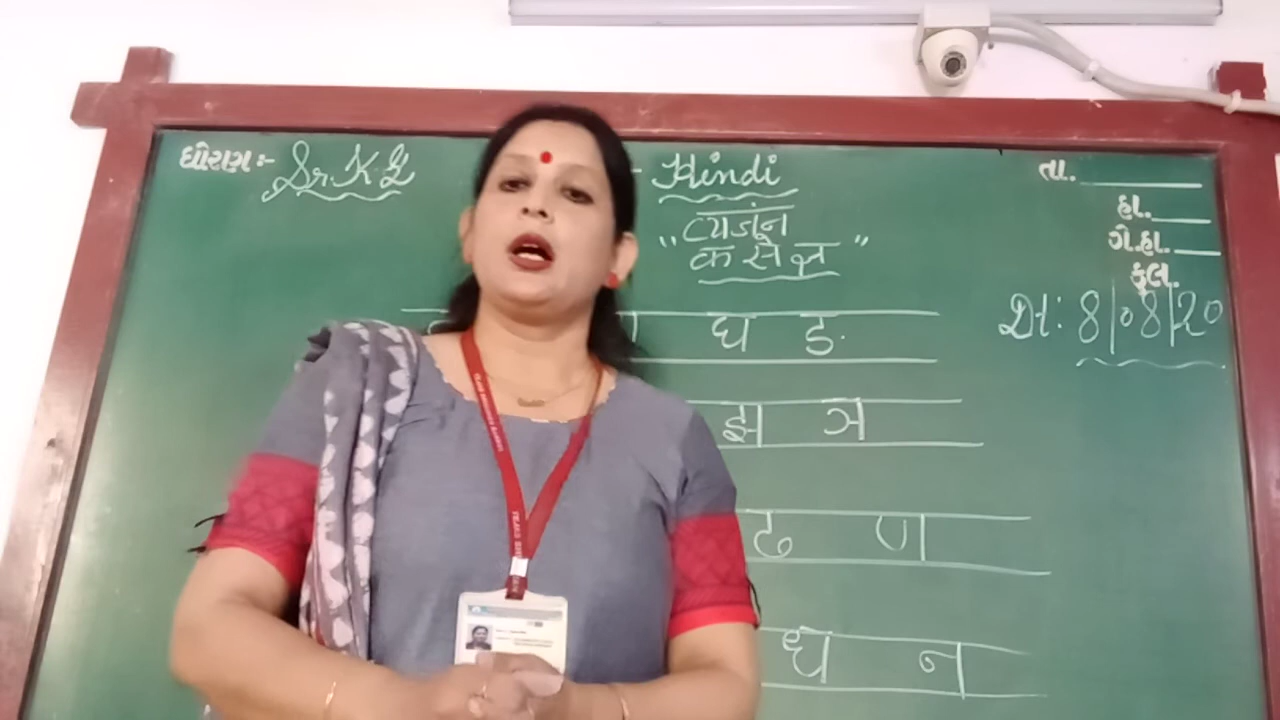 ધોરણ:- Sr. K.G
- Hindi
"व्यंजन
क से ज्ञ"
તા.
હા.
ગે.હા.
કુલ.
Dt: 8/08/20
घ ङ
झ ञ
ढ ण
ध न